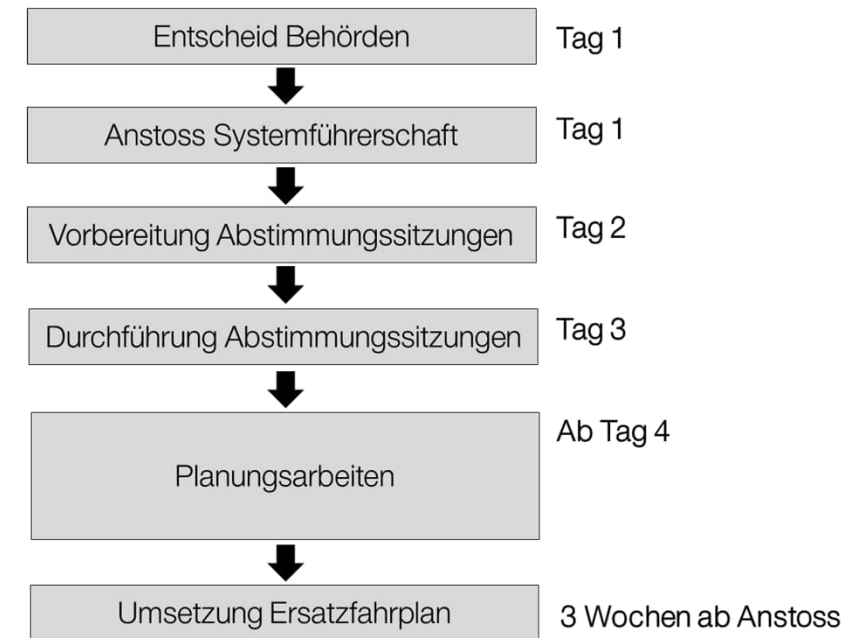 Entscheid Behörden Tag 1
Anstoss Systemführerschaft Tag 1
Vorbereitung Abstimmungssitzungen Tag 2
Durchführung Abstimmungssitzungen Tag 3
Ab Tag 4
Planungsarbeiten
Umsetzung Ersatzfahrplan 3 Wochen ab Anstoss